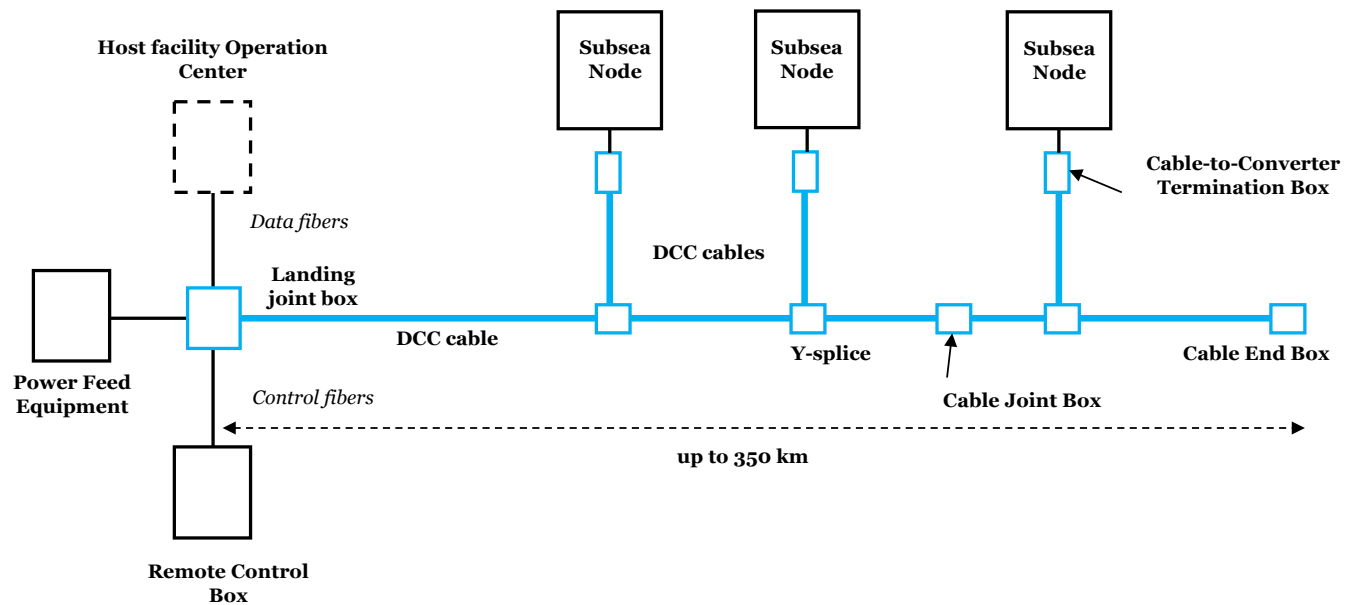 Host facility Operation
Center
Subsea
Node
Subsea
Node
Subsea
Node
Cable-to-Converter
Termination Box
Data fibers
DCC cables
Landing
joint box
DCC cable
Y-splice
Cable End Box
Power Feed
Equipment
Control fibers
Cable Joint Box
up to 350 km
Remote Control
Box